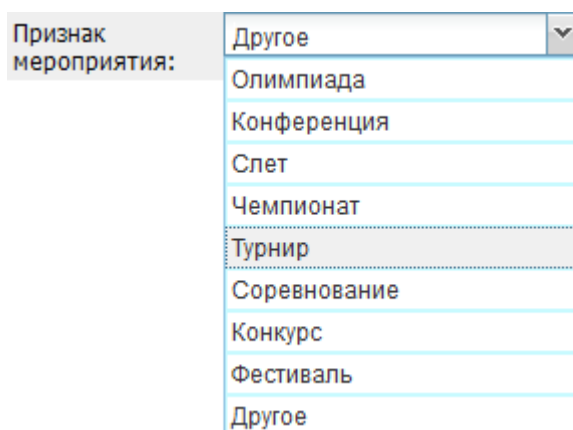 Признак
мероприятия:
Другое
Олимпиада
Конференция
Слет
Чемпионат
Турнир
Соревнование
Конкурс
Фестиваль
Другое